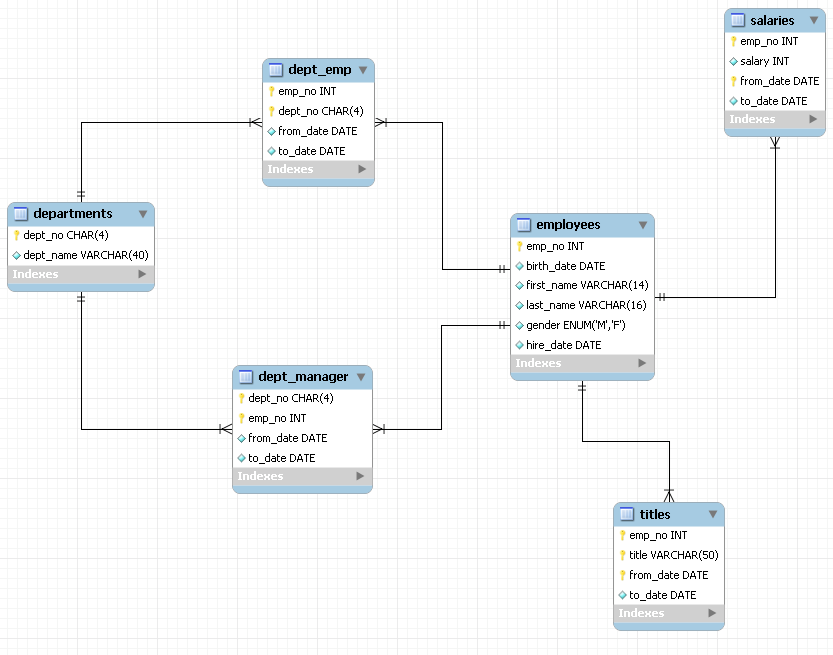 salaries
emp_no INT
salary INT
from_date DATE
to_date DATE
Indexes
dept_emp
emp_no INT
dept_no CHAR(4)
from_date DATE
to_date DATE
Indexes
departments
dept_no CHAR(4)
dept_name VARCHAR(40)
Indexes
employees
emp_no INT
birth_date DATE
first_name VARCHAR(14)
last_name VARCHAR(16)
gender ENUM('M','F')
hire_date DATE
Indexes
dept_manager
dept_no CHAR(4)
emp_no INT
from_date DATE
to_date DATE
Indexes
titles
emp_no INT
title VARCHAR(50)
from_date DATE
to_date DATE
Indexes